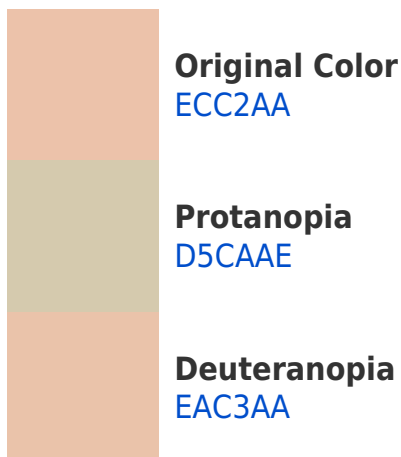 Original Color
ECC2AA
Protanopia
D5CAAE
Deuteranopia
EAC3AA